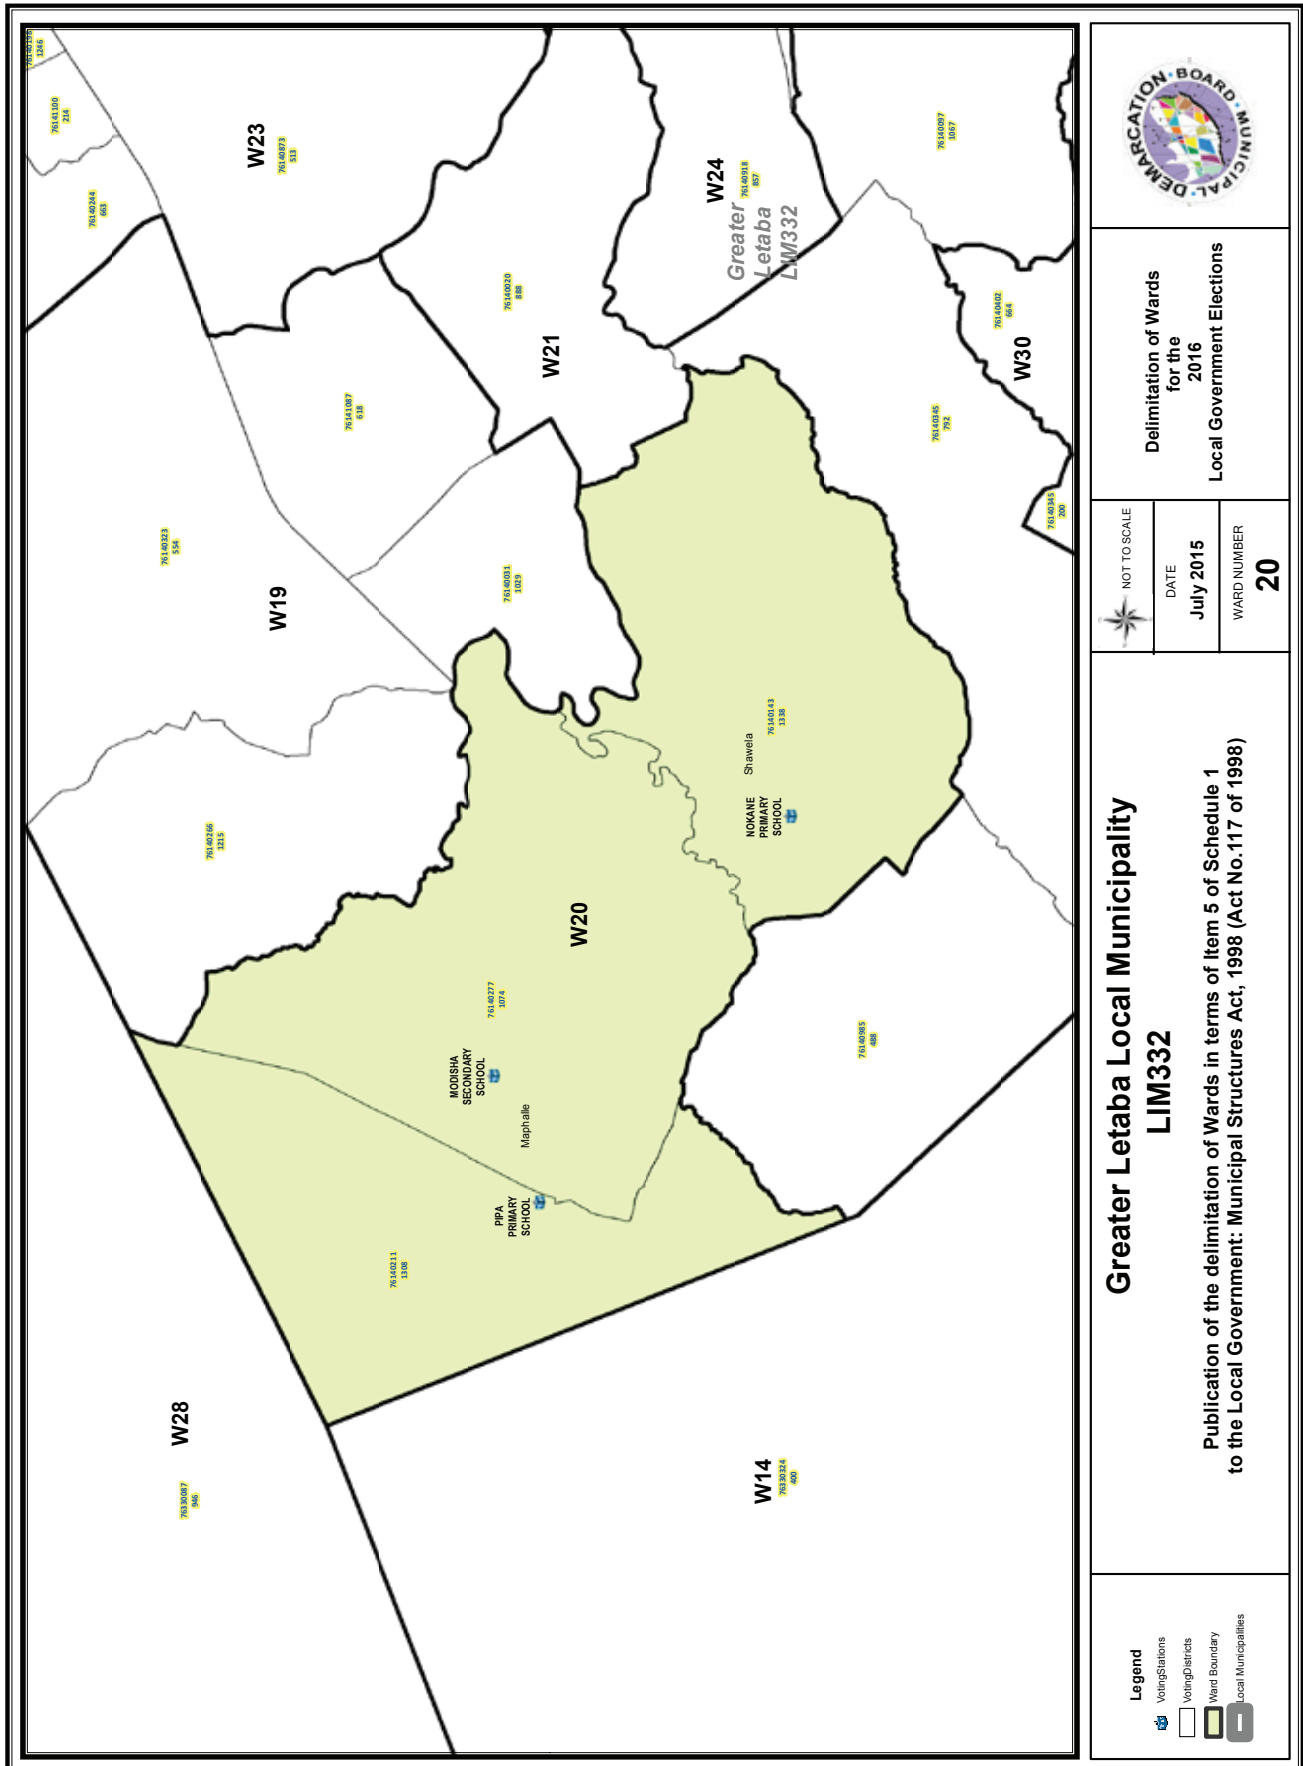 76140198
1246
76141100
214
76140244
663
W23
76140873
513
W24
76140918
857
Greater
Letaba
LIM332
76140097
1067
76140020
888
W21
76140402
664
W30
76141087
618
76140345
792
76140345
200
76140323
554
W19
76140031
1029
76140143
1338
Shawela
NOKANE
PRIMARY
SCHOOL
76140266
1215
W20
76140277
1074
MODISHA
SECONDARY
SCHOOL
Maphalle
76140985
488
PIPA
PRIMARY
SCHOOL
76140211
1308
W28
76330087
946
W14
76330324
400
Legend
VotingStations
VotingDistricts
Ward Boundary
Local Municipalities
Greater Letaba Local Municipality
LIM332
Publication of the delimitation of Wards in terms of Item 5 of Schedule 1
to the Local Government: Municipal Structures Act, 1998 (Act No.117 of 1998)
NOT TO SCALE
DATE
July 2015
WARD NUMBER
20
Delimitation of Wards
for the
2016
Local Government Elections
MUNICIPAL DEMARCATION BOARD